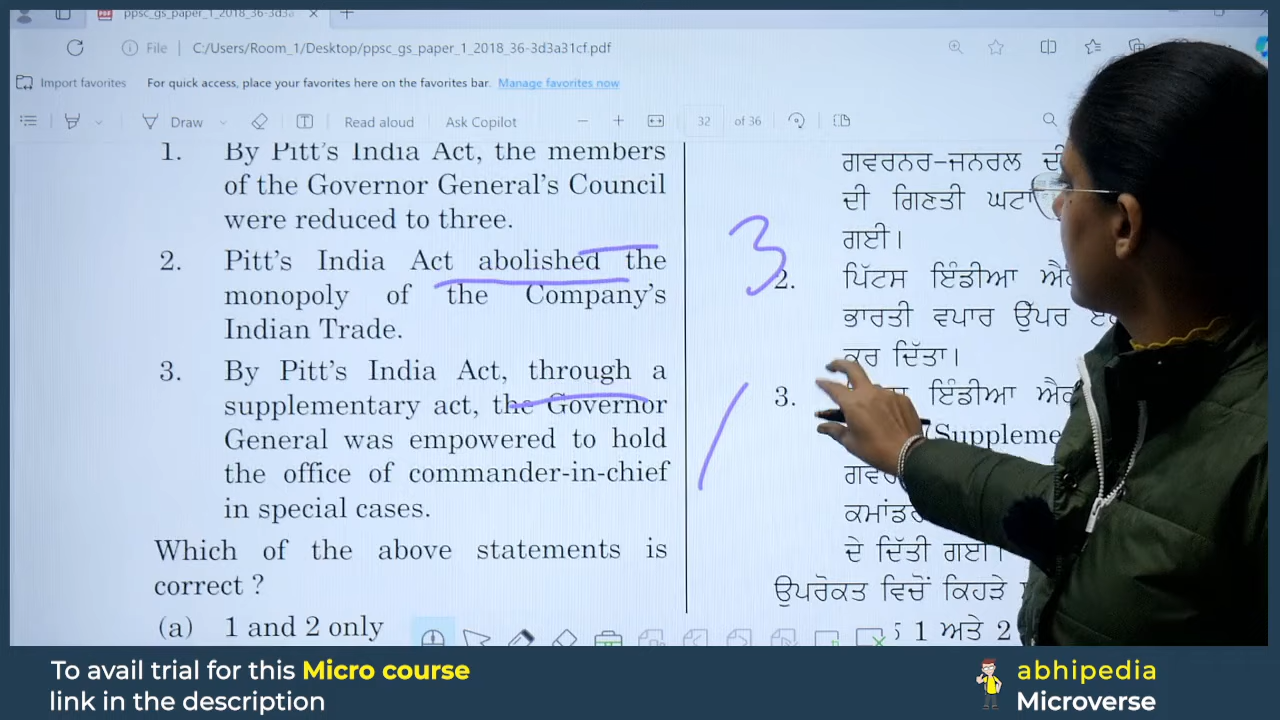 ppsc_gs_paper_1_2018_36-3d3a
File
C:/Users/Room_1/Desktop/ppsc_gs_paper_1_2018_36-3d3a31cf.pdf
Import favorites
For quick access, place your favorites here on the favorites bar. Manage favorites now
Draw
Read aloud
Ask Copilot
32 of 36
1. By Pitt's India Act, the members
of the Governor General's Council
were reduced to three.
2. Pitt's India Act abolished the
monopoly of the Company's
Indian Trade.
3. By Pitt's India Act, through a
supplementary act, the Governor
General was empowered to hold
the office of commander-in-chief
in special cases.
Which of the above statements is
correct ?
(a) 1 and 2 only
3
ਗਵਰਨਰ-ਜਨਰਲ
ਦੀ ਗਿਣਤੀ
ਗਈ।
2. ਪਿੱਟਸ ਇੰਡੀਆ
ਭਾਰਤੀ ਵਪਾਰ ਉੱਪਰ
ਕਰ ਦਿੱਤਾ।
3. ਇੰਡੀਆ
ਦੇ ਦਿੱਤੀ ਗਈ।
ਉਪਰੋਕਤ ਵਿਚੋਂ ਕਿਹੜੇ
1 ਅਤੇ 2
To avail trial for this Micro course
link in the description
abhipedia
Microverse